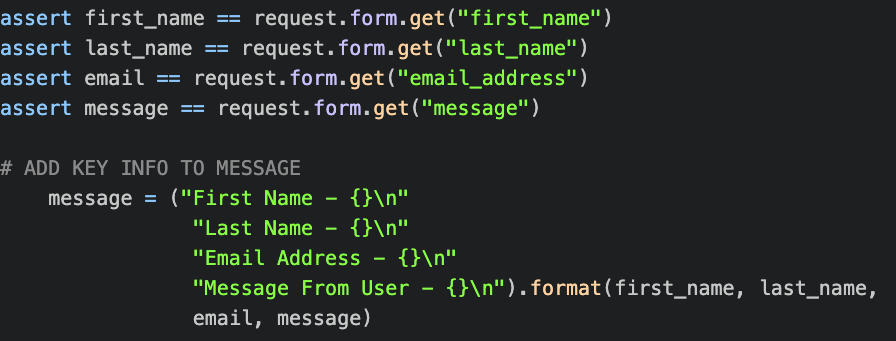 assert first_name == request.form.get("first_name")
assert last_name == request.form.get("last_name")
assert email == request.form.get("email_address")
assert message == request.form.get("message")
# ADD KEY INFO TO MESSAGE
message = ("First Name - {}\n"
"Last Name - {}\n"
"Email Address - {}\n"
"Message From User - {}\n").format(first_name, last_name,
email, message)